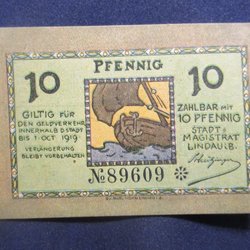 PFENNIG
10
10
GILTIG FÜR
DEN GELDVERKEHR
INNERHALB D STADT
BIS 1. OCT. 1919.
VERLÄNGERUNG
BLEIBT VORBEHALTEN
ZAHLBAR MIT
10 PFENNIG
STADT=
MAGISTRAT
LINDAU i.B.
№ 89609